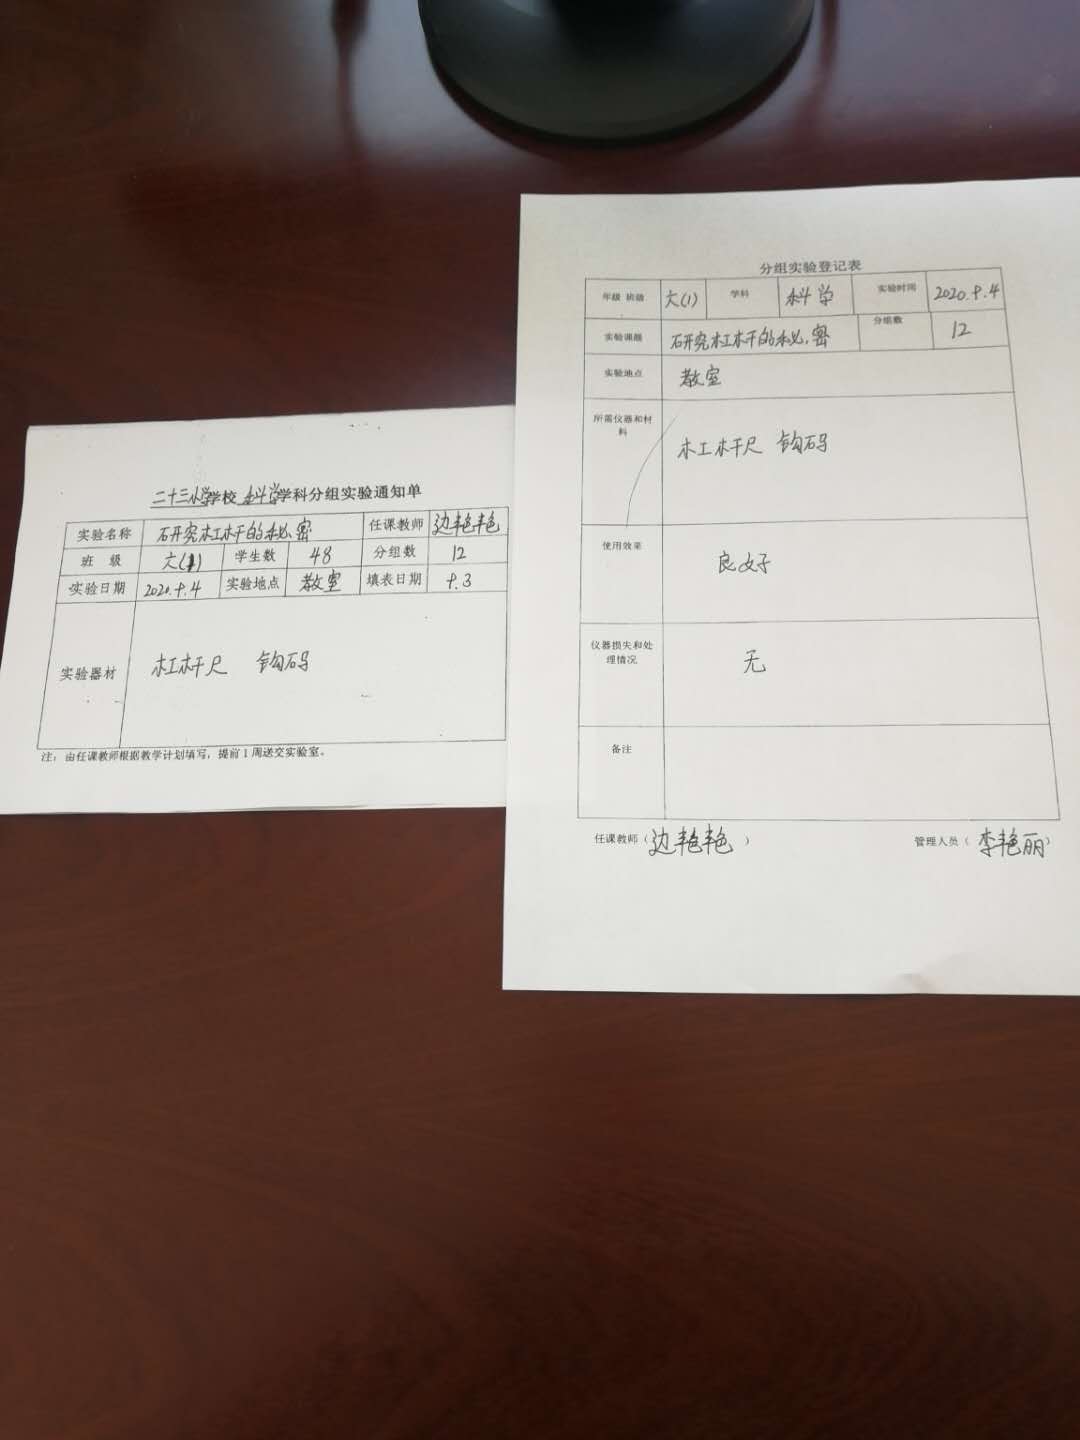 二十三小学学校 科学学科分组实验通知单
实验名称 研究杠杆的秘密 任课教师 边艳艳
班 级 六(1) 学生数 48 分组数 12
实验日期 2020.9.4 实验地点 教室 填表日期 9.3
实验器材 杠杆尺 钩码
注：由任课教师根据教学计划填写，提前1周送交实验室。
分组实验登记表
年级 班级 六(1) 学科 科学 实验时间 2020.9.4
实验课题 研究杠杆的秘密 分组数 12
实验地点 教室
所需仪器和材
料 杠杆尺 钩码
使用效果 良好
仪器损失和处
理情况 无
备注
任课教师（边艳艳） 管理人员（李艳丽）